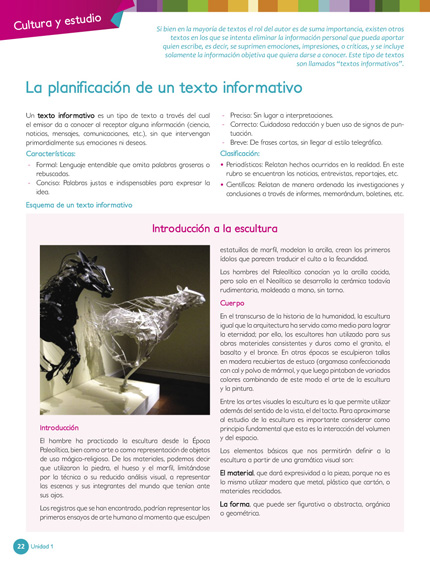 Cultura y estudio
Si bien en la mayoría de textos el rol del autor es de suma importancia, existen otros
textos en los que se intenta eliminar la información personal que pueda aportar
quien escribe, es decir, se suprimen emociones, impresiones, o críticas, y se incluye
solamente la información objetiva que quiera darse a conocer. Este tipo de textos
son llamados "textos informativos".
La planificación de un texto informativo
Un texto informativo es un tipo de texto a través del cual
el emisor da a conocer al receptor alguna información (ciencia,
noticias, mensajes, comunicaciones, etc.), sin que intervengan
primordialmente sus emociones ni deseos.
Características:
- Formal: Lenguaje entendible que omita palabras groseras o
rebuscadas.
- Concisa: Palabras justas e indispensables para expresar la
idea.
Esquema de un texto informativo
- Preciso: Sin lugar a interpretaciones.
- Correcto: Cuidadosa redacción y buen uso de signos de pun-
tuación.
- Breve: De frases cortas, sin llegar al estilo telegráfico.
Clasificación:
• Periodísticos: Relatan hechos ocurridos en la realidad. En este
rubro se encuentran las noticias, entrevistas, reportajes, etc.
• Científicos: Relatan de manera ordenada las investigaciones y
conclusiones a través de informes, memorándum, boletines, etc.
Introducción a la escultura
Introducción
El hombre ha practicado la escultura desde la Época
Paleolítica, bien como arte o como representación de objetos
de uso mágico-religioso. De los materiales, podemos decir
que utilizaron la piedra, el hueso y el marfil, limitándose
por la técnica o su reducido análisis visual, a representar
las escenas y sus integrantes del mundo que tenían ante
sus ojos.
Los registros que se han encontrado, podrían representar los
primeros ensayos de arte humano al momento que esculpen
estatuillas de marfil, modelan la arcilla, crean los primeros
ídolos que parecen traducir el culto a la fecundidad.
Los hombres del Paleolítico conocían ya la arcilla cocida,
pero solo en el Neolítico se desarrolla la cerámica todavía
rudimentaria, moldeada a mano, sin torno.
Cuerpo
En el transcurso de la historia de la humanidad, la escultura
igual que la arquitectura ha servido como medio para lograr
la eternidad; por ello, los escultores han utilizado para sus
obras materiales consistentes y duros como el granito, el
basalto y el bronce. En otras épocas se esculpieron tallas
en madera recubiertas de estuco (argamasa confeccionada
con cal y polvo de mármol, y que luego pintaban de variados
colores combinando de este modo el arte de la escultura
y la pintura.
Entre las artes visuales la escultura es la que permite utilizar
además del sentido de la vista, el del tacto. Para aproximarse
al estudio de la escultura es importante considerar como
principio fundamental que esta es la interacción del volumen
y del espacio.
Los elementos básicos que nos permitirán definir a la
escultura a partir de una gramática visual son:
El material, que dará expresividad a la pieza, porque no es
lo mismo utilizar madera que metal, plástico que cartón, o
materiales reciclados.
La forma, que puede ser figurativa o abstracta, orgánica
o geométrica.
22 Unidad 1